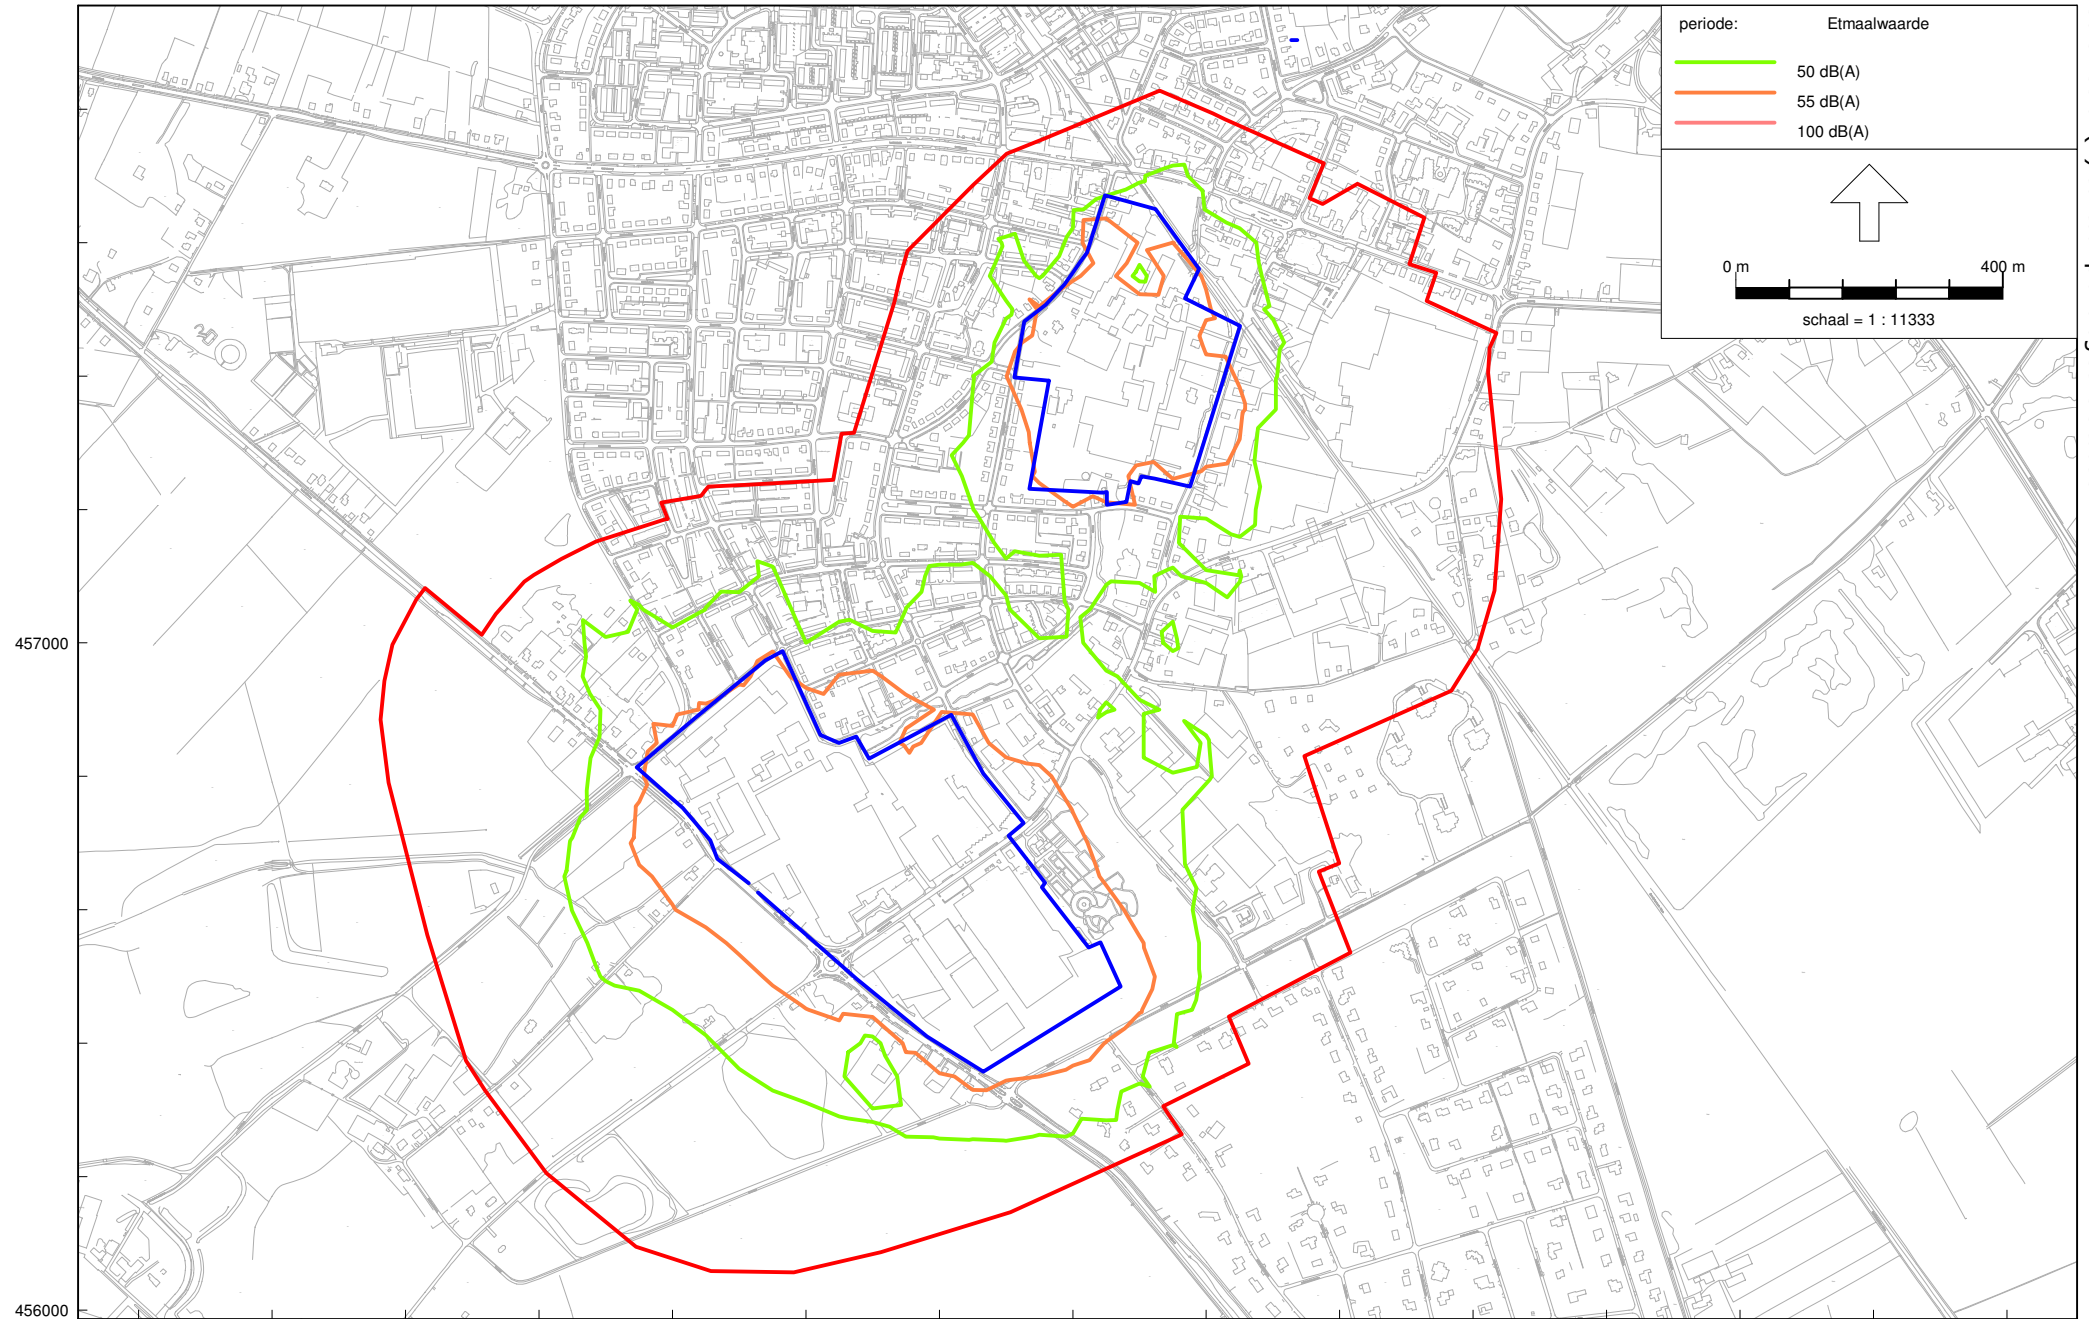 periode: Etmaalwaarde
50 dB(A)
55 dB(A)
100 dB(A)
0 m 400 m
schaal = 1 : 11333
457000
456000